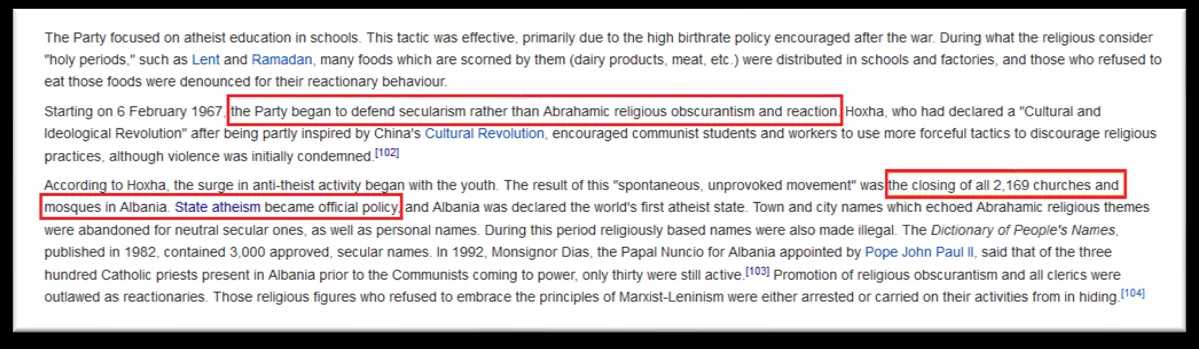 The Party focused on atheist education in schools. This tactic was effective, primarily due to the high birthrate policy encouraged after the war. During what the religious consider
"holy periods," such as Lent and Ramadan, many foods which are scorned by them (dairy products, meat, etc.) were distributed in schools and factories, and those who refused to
eat those foods were denounced for their reactionary behaviour.
Starting on 6 February 1967, the Party began to defend secularism rather than Abrahamic religious obscurantism and reaction. Hoxha, who had declared a "Cultural and
Ideological Revolution" after being partly inspired by China's Cultural Revolution, encouraged communist students and workers to use more forceful tactics to discourage religious
practices, although violence was initially condemned.[102]
According to Hoxha, the surge in anti-theist activity began with the youth. The result of this "spontaneous, unprovoked movement" was the closing of all 2,169 churches and
mosques in Albania. State atheism became official policy, and Albania was declared the world's first atheist state. Town and city names which echoed Abrahamic religious themes
were abandoned for neutral secular ones, as well as personal names. During this period religiously based names were also made illegal. The Dictionary of People's Names,
published in 1982, contained 3,000 approved, secular names. In 1992, Monsignor Dias, the Papal Nuncio for Albania appointed by Pope John Paul II, said that of the three
hundred Catholic priests present in Albania prior to the Communists coming to power, only thirty were still active.[103] Promotion of religious obscurantism and all clerics were
outlawed as reactionaries. Those religious figures who refused to embrace the principles of Marxist-Leninism were either arrested or carried on their activities from in hiding.[104]